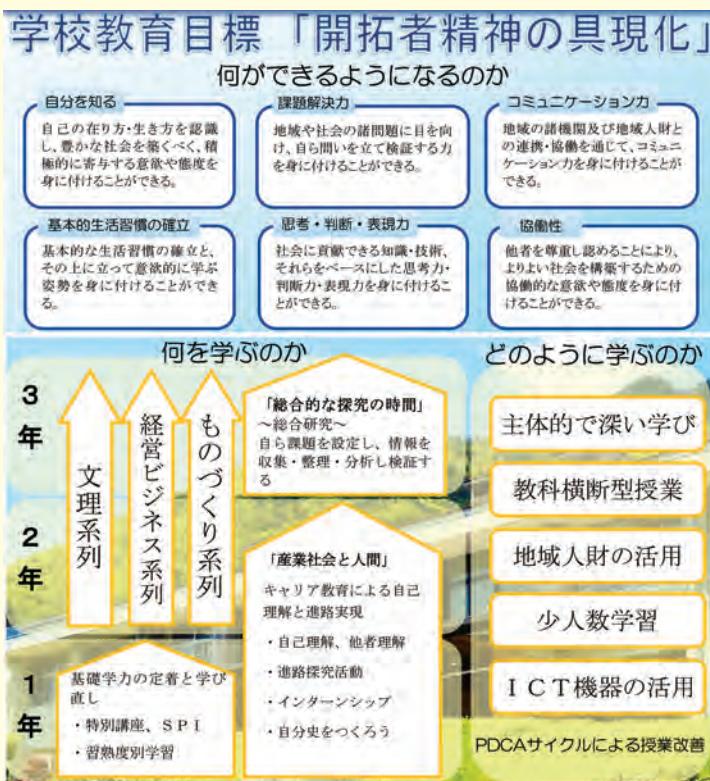 学校教育目標「開拓者精神の具現化」
何ができるようになるのか
自分を知る
自己の在り方・生き方を認識
し、豊かな社会を築くべく、積
極的に寄与する意欲や態度を
身に付けることができる。
課題解決力
地域や社会の諸問題に目を向
け、自ら問いを立て検証する力
を身に付けることができる。
コミュニケーション力
地域の諸機関及び地域人財と
の連携・協働を通じて、コミュニ
ケーション力を身に付けることが
できる。
基本的生活習慣の確立
基本的な生活習慣の確立と、
その上に立って意欲的に学ぶ
姿勢を身に付けることができ
る。
思考・判断・表現力
社会に貢献できる知識・技術、
それらをベースにした思考力・
判断力・表現力を身に付けるこ
とができる。
協働性
他者を尊重し認めることにより、
よりよい社会を構築するための
協働的な意欲や態度を身に付
けることができる。
何を学ぶのか
3年
2年
1年
文理系列
経営ビジネス系列
ものづくり系列
「総合的な探究の時間」
~総合研究~
自ら課題を設定し、情報を
収集・整理・分析し検証す
る
「産業社会と人間」
キャリア教育による自己
理解と進路実現
・自己理解、他者理解
・進路探究活動
・インターンシップ
・自分史をつくろう
基礎学力の定着と学び
直し
・特別講座、SPI
・習熟度別学習
どのように学ぶのか
主体的で深い学び
教科横断型授業
地域人財の活用
少人数学習
ICT機器の活用
PDCAサイクルによる授業改善